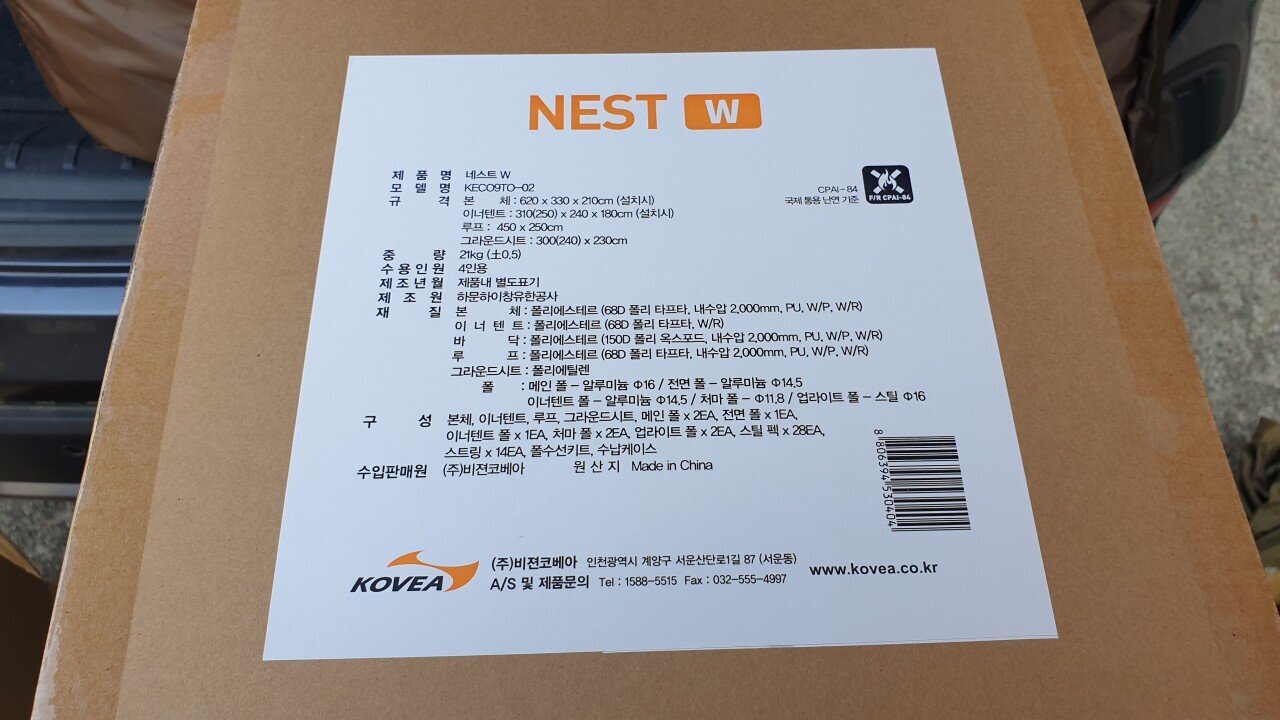 NEST W
제 품 명 네스트 W
모 델 명 KECO9TO-02
규 격 본 체 : 620 x 330 x 210cm (설치시)
이너텐트 : 310(250) x 240 x 180cm (설치시)
루프 : 450 x 250cm
그라운드시트 : 300(240) x 230cm
CPAI-84
국제 통용 난연 기준
F/R CPAI-84
중 량 21kg (±0.5)
수용인원 4인용
제조년월 제품내 별도표기
제 조 원 하문하이창유한공사
재 질 본 체 : 폴리에스테르 (68D 폴리 타프타, 내수압 2,000mm, PU, W/P, W/R)
이 너 텐 트 : 폴리에스테르 (68D 폴리 타프타, W/R)
바 닥 : 폴리에스테르 (150D 폴리 옥스포드, 내수압 2,000mm, PU, W/P, W/R)
루 프 : 폴리에스테르 (68D 폴리 타프타, 내수압 2,000mm, PU, W/P, W/R)
그라운드시트 : 폴리에틸렌
폴 : 메인 폴 - 알루미늄 Φ16 / 전면 폴 - 알루미늄 Φ14.5
이너텐트 폴 - 알루미늄 Φ14.5 / 처마 폴 - Φ11.8 / 업라이트 폴 - 스틸 Φ16
구 성 본체, 이너텐트, 루프, 그라운드시트, 메인 폴 x 2EA, 전면 폴 x 1EA,
이너텐트 폴 x 1EA, 처마 폴 x 2EA, 업라이트 폴 x 2EA, 스틸 펙 x 28EA,
스트링 x 14EA, 폴수선키트, 수납케이스
수입판매원 (주)비젼코베아 원 산 지 Made in China
8 806394 530404
KOVEA
(주)비젼코베아 인천광역시 계양구 서운산단로1길 87 (서운동)
A/S 및 제품문의 Tel : 1588-5515 Fax : 032-555-4997
www.kovea.co.kr